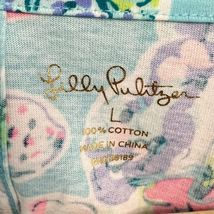 Lilly Pulitzer
L
100% COTTON
MADE IN CHINA